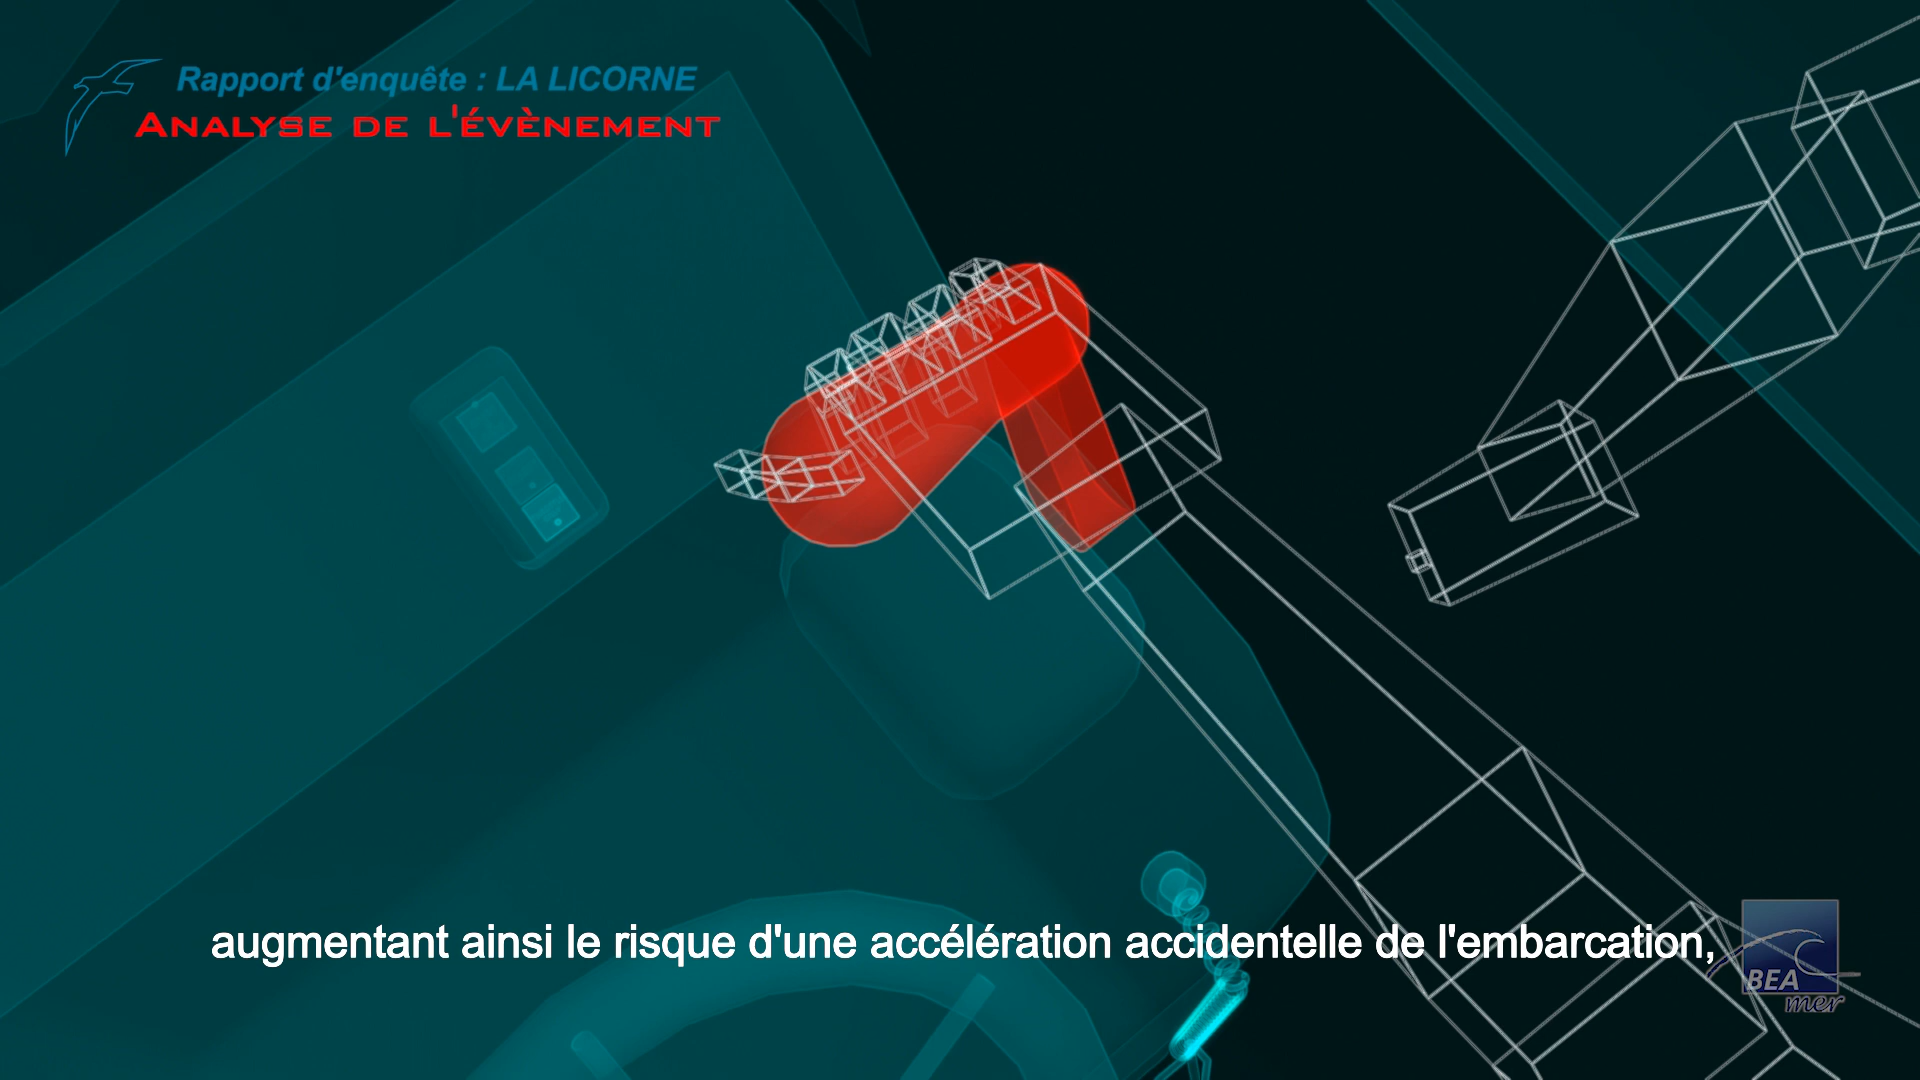 Rapport d'enquête : LA LICORNE
ANALYSE DE L'ÉVÈNEMENT
augmentant ainsi le risque d'une accélération accidentelle de l'embarcation,
BEA
mer